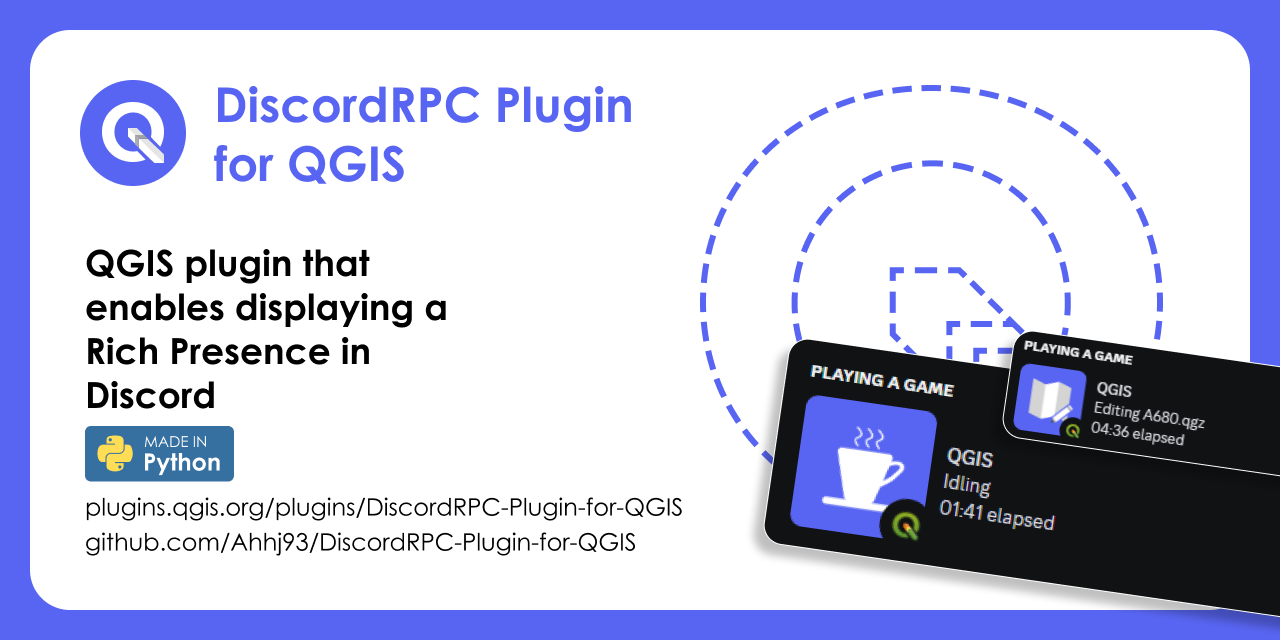 DiscordRPC Plugin
for QGIS
QGIS plugin that
enables displaying a
Rich Presence in
Discord
MADE IN
Python
plugins.qgis.org/plugins/DiscordRPC-Plugin-for-QGIS
github.com/Ahhj93/DiscordRPC-Plugin-for-QGIS
PLAYING A GAME
QGIS
Idling
01:41 elapsed
PLAYING A GAME
QGIS
Editing A680.qgz
04:36 elapsed